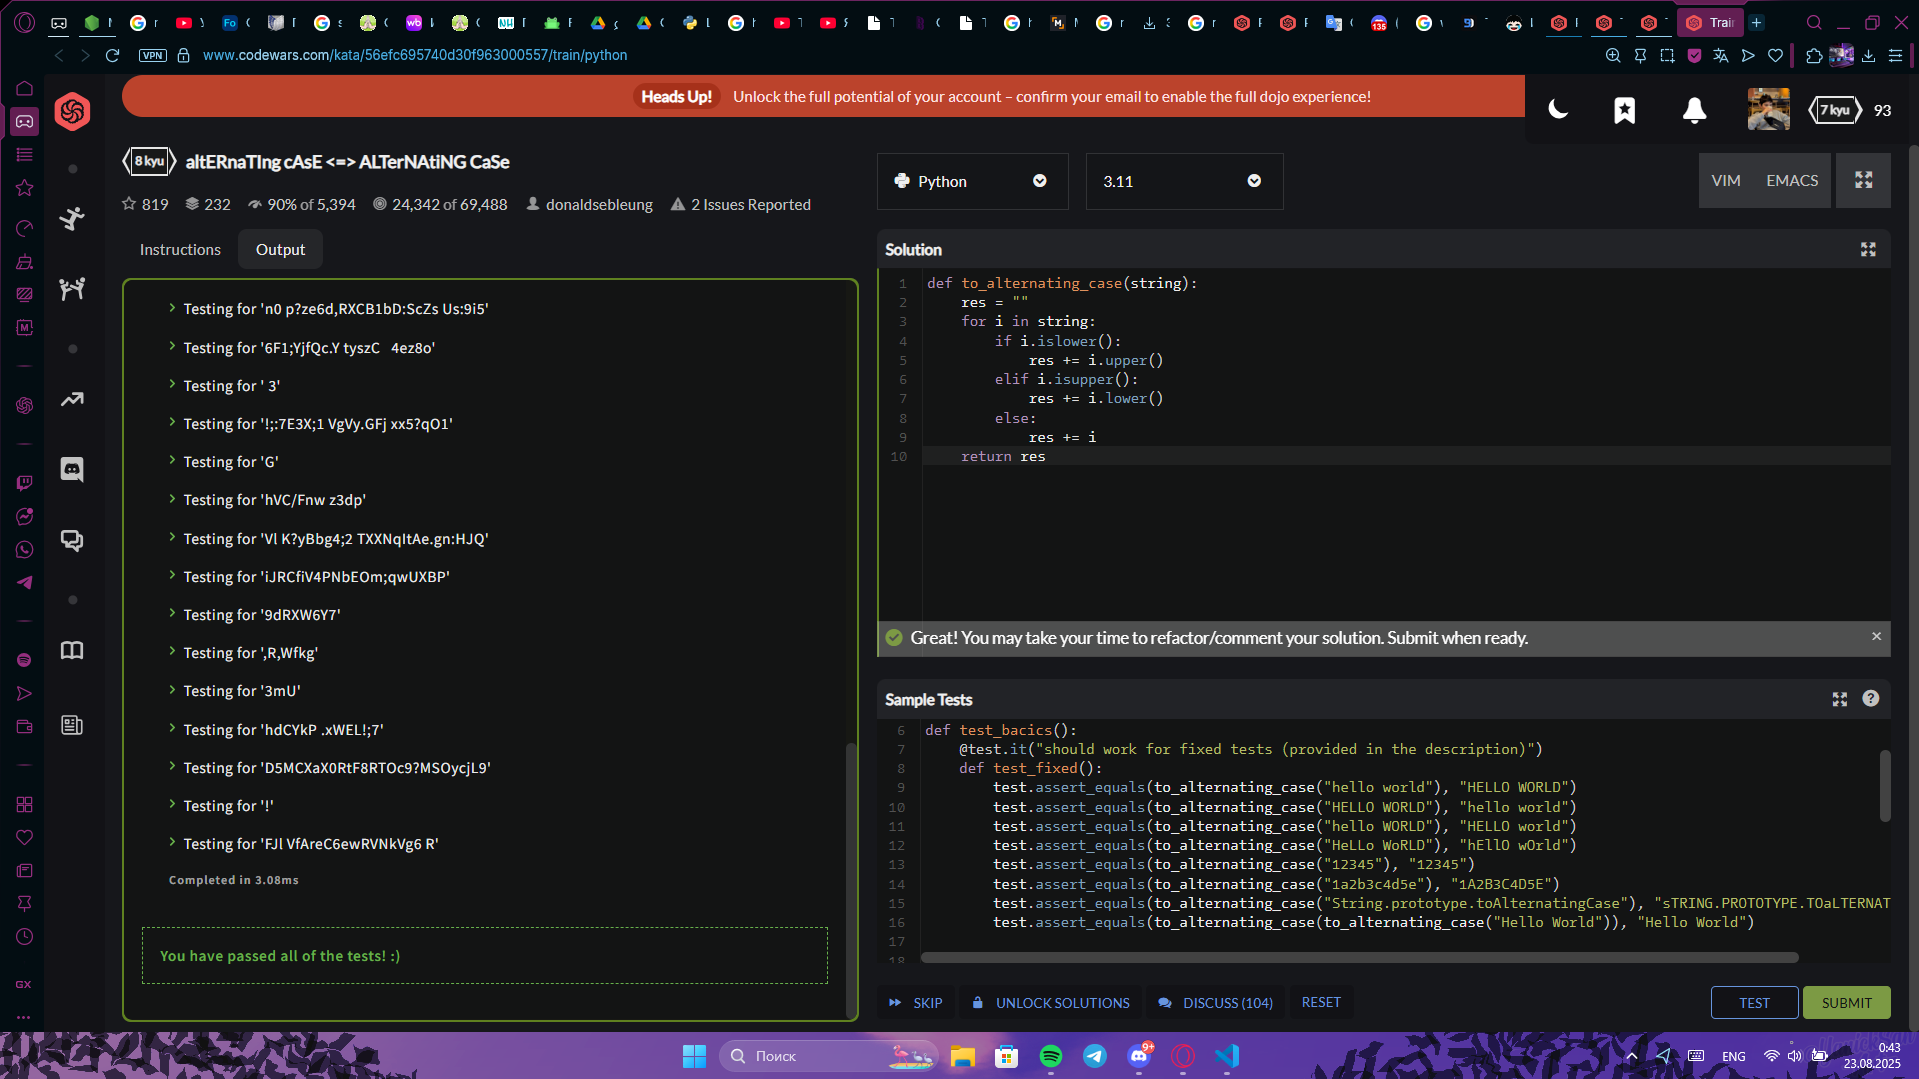 www.codewars.com/kata/56efc695740d30f963000557/train/python
VPN
Train
Heads Up! Unlock the full potential of your account – confirm your email to enable the full dojo experience!
7 kyu 93
8 kyu altERnaTIng cAsE <=> ALTerNAtiNG CaSe
819 232 90% of 5,394 24,342 of 69,488 donaldsebleung 2 Issues Reported
Python 3.11 VIM EMACS
Instructions Output
Testing for 'n0 p?ze6d,RXCB1bD:ScZs Us:9i5'
Testing for '6F1;YjfQc.Y tyszC   4ez8o'
Testing for ' 3'
Testing for '!;:7E3X;1 VgVy.GFj xx5?qO1'
Testing for 'G'
Testing for 'hVC/Fnw z3dp'
Testing for 'Vl K?yBbg4;2 TXXNqItAe.gn:HJQ'
Testing for 'iJRCfiV4PNbEOm;qwUXBP'
Testing for '9dRXW6Y7'
Testing for ',R,Wfkg'
Testing for '3mU'
Testing for 'hdCYkP .xWEL!;7'
Testing for 'D5MCXaX0RtF8RTOc9?MSOycjL9'
Testing for '!'
Testing for 'FJl VfAreC6ewRVNkVg6 R'
Completed in 3.08ms
You have passed all of the tests! :)
Solution
1 def to_alternating_case(string):
2     res = ""
3     for i in string:
4         if i.islower():
5             res += i.upper()
6         elif i.isupper():
7             res += i.lower()
8         else:
9             res += i
10     return res
Great! You may take your time to refactor/comment your solution. Submit when ready.
Sample Tests
6 def test_bacics():
7     @test.it("should work for fixed tests (provided in the description)")
8     def test_fixed():
9         test.assert_equals(to_alternating_case("hello world"), "HELLO WORLD")
10         test.assert_equals(to_alternating_case("HELLO WORLD"), "hello world")
11         test.assert_equals(to_alternating_case("hello WORLD"), "HELLO world")
12         test.assert_equals(to_alternating_case("HeLLo WoRLD"), "hEllO wOrld")
13         test.assert_equals(to_alternating_case("12345"), "12345")
14         test.assert_equals(to_alternating_case("1a2b3c4d5e"), "1A2B3C4D5E")
15         test.assert_equals(to_alternating_case("String.prototype.toAlternatingCase"), "sTRING.PROTOTYPE.TOaLTERNAT
16         test.assert_equals(to_alternating_case(to_alternating_case("Hello World")), "Hello World")
17
18
SKIP UNLOCK SOLUTIONS DISCUSS (104) RESET TEST SUBMIT
GX
Поиск
9+
ENG
0:43
23.08.2025